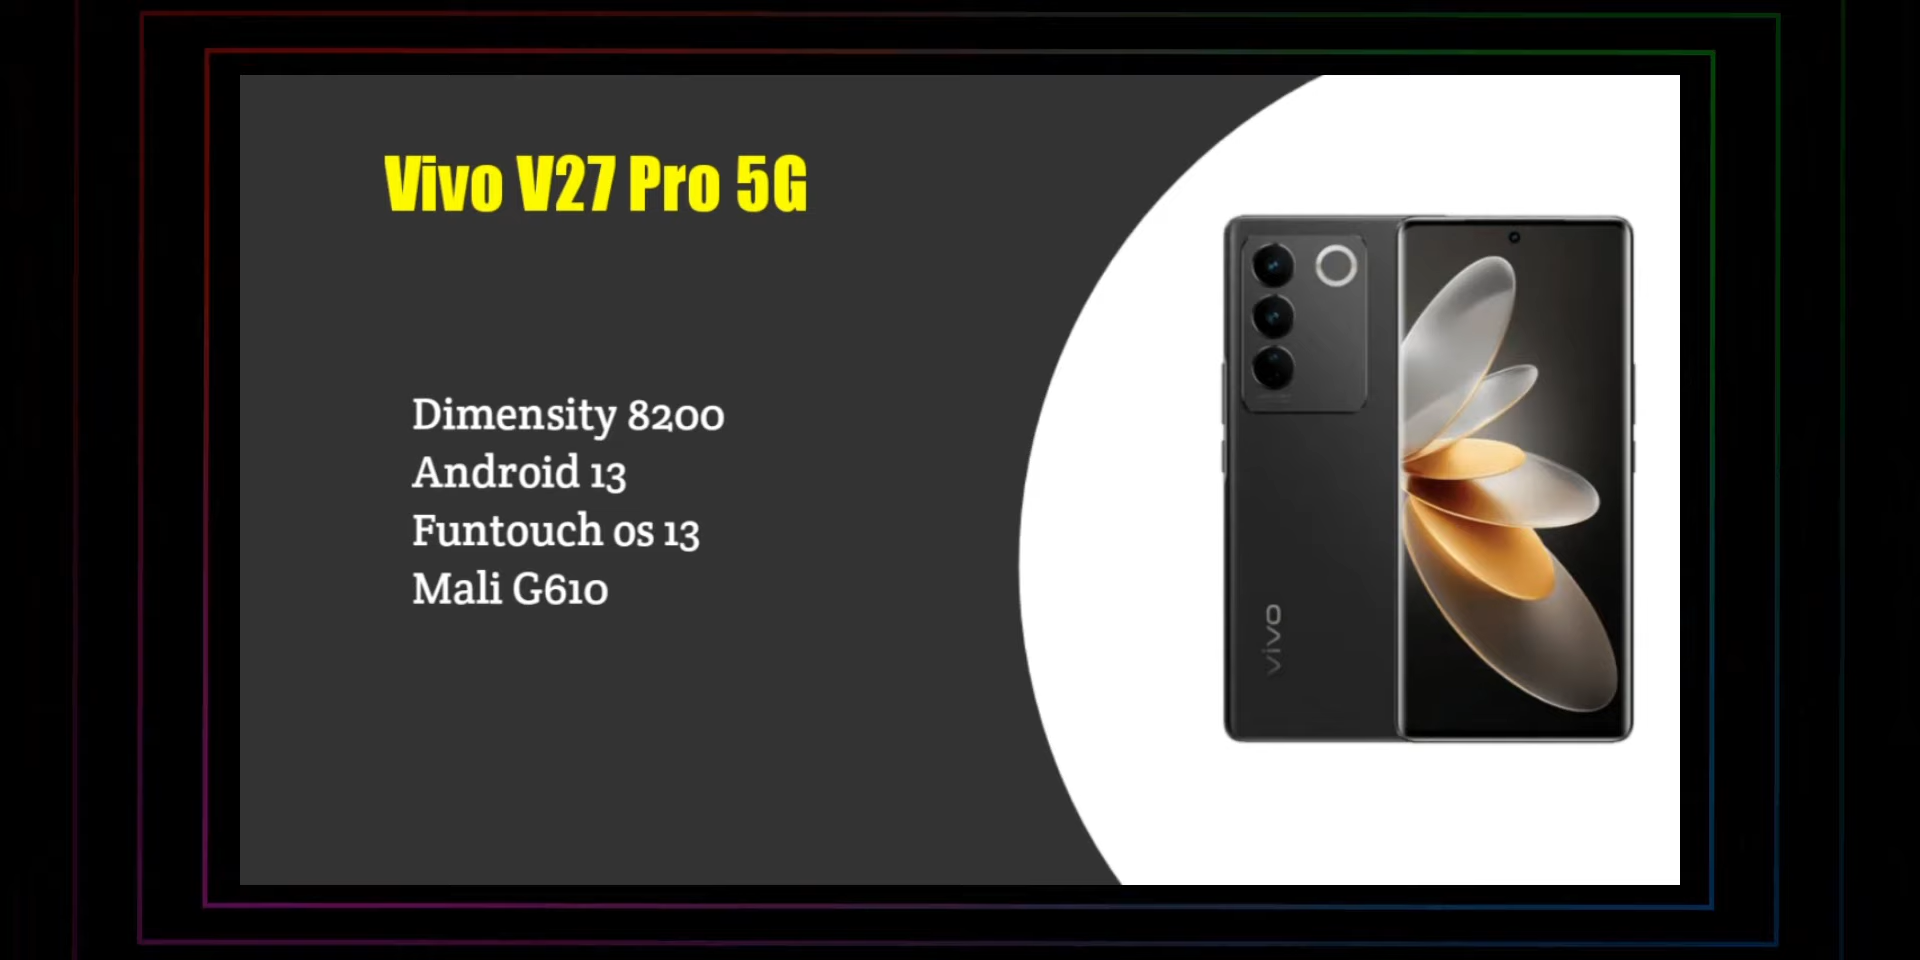 Vivo V27 Pro 5G
Dimensity 8200
Android 13
Funtouch os 13
Mali G610
vivo